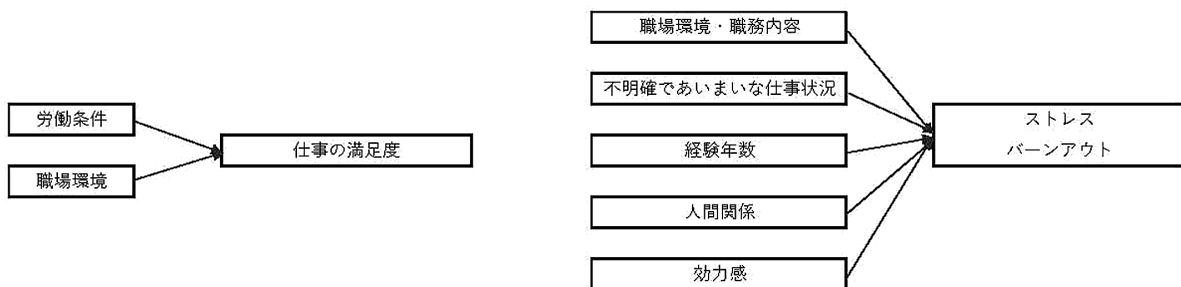 労働条件
職場環境
仕事の満足度
職場環境・職務内容
不明確であいまいな仕事状況
経験年数
人間関係
効力感
ストレス
バーンアウト